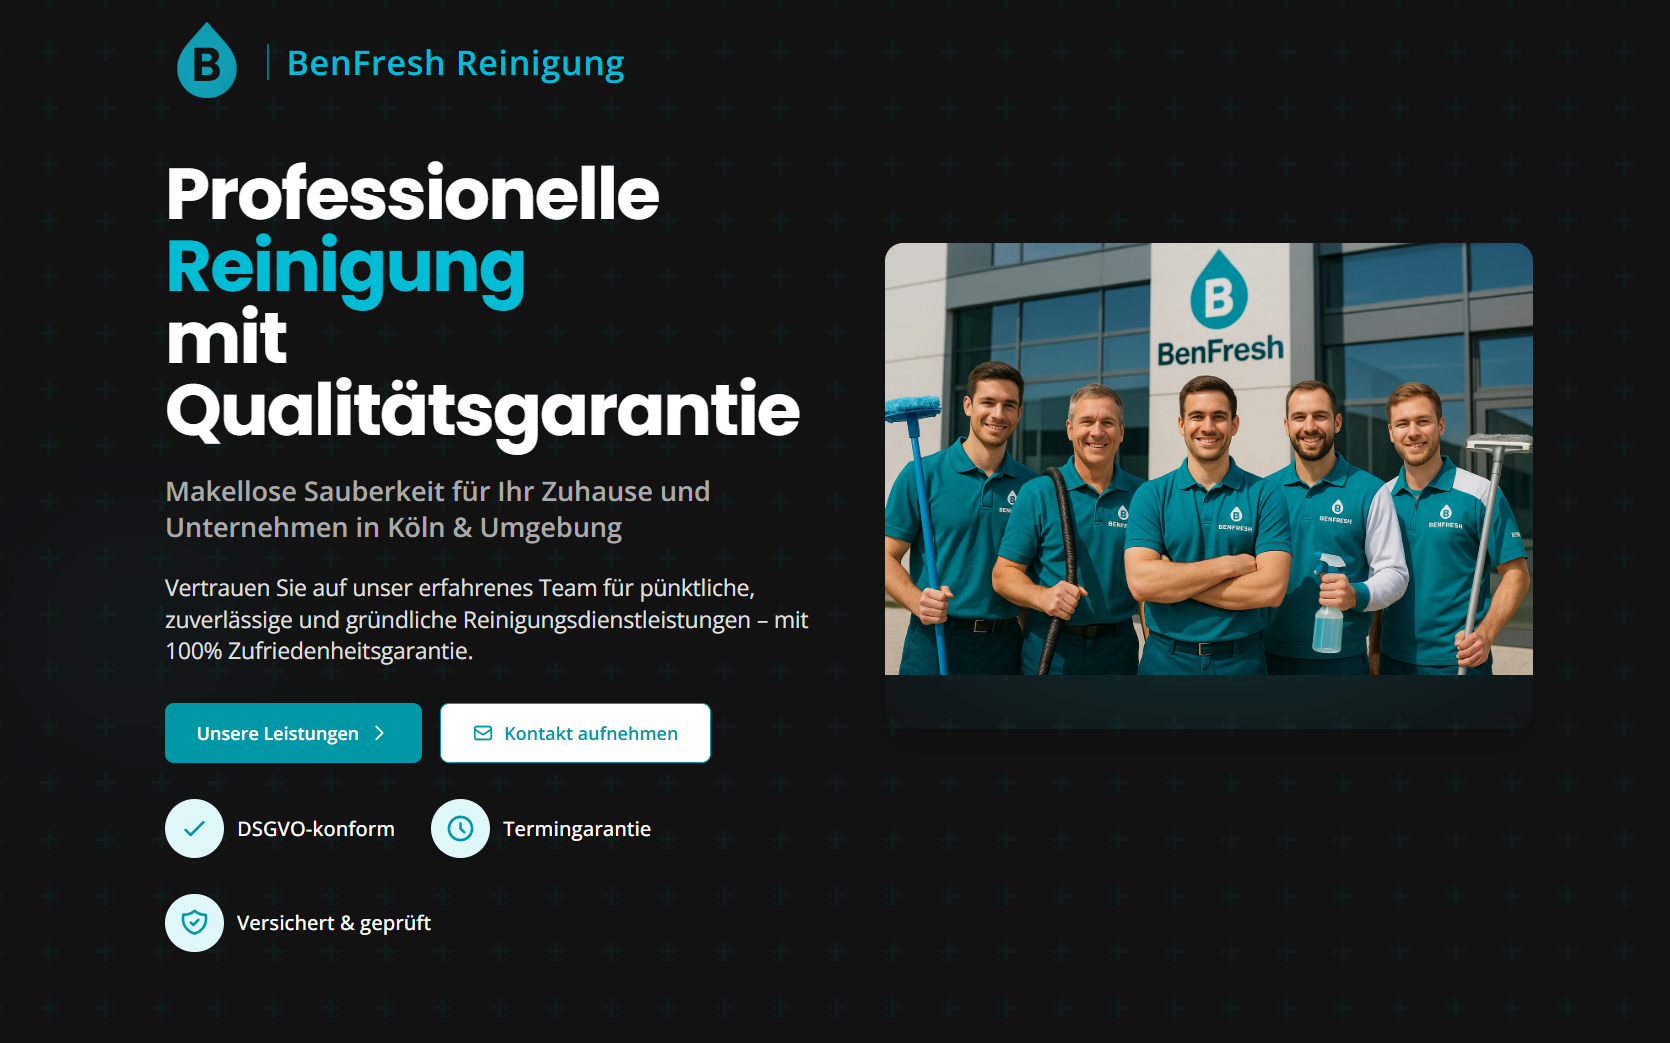 B
BenFresh Reinigung
Professionelle
Reinigung
mit
Qualitätsgarantie
Makellose Sauberkeit für Ihr Zuhause und
Unternehmen in Köln & Umgebung
Vertrauen Sie auf unser erfahrenes Team für pünktliche,
zuverlässige und gründliche Reinigungsdienstleistungen – mit
100% Zufriedenheitsgarantie.
Unsere Leistungen
Kontakt aufnehmen
DSGVO-konform
Termingarantie
Versichert & geprüft
B
BenFresh
B
B
B
BENFRESH
B
BENFRESH
B
BENFRESH